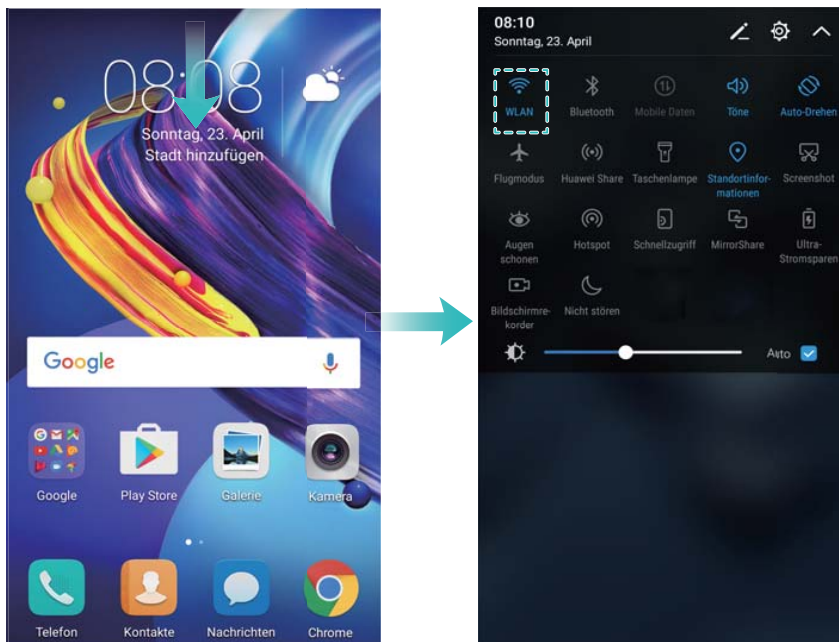 08:08
Sonntag, 23. April
Stadt hinzufügen
Google
Google
Play Store
Galerie
Kamera
Telefon
Kontakte
Nachrichten
Chrome
08:10
Sonntag, 23. April
WLAN
Bluetooth
Mobile Daten
Töne
Auto-Drehen
Flugmodus
Huawei Share
Taschenlampe
Standortinfor-
mationen
Screenshot
Augen
schonen
Hotspot
Schnellzugriff
MirrorShare
Ultra-
Stromsparen
Bildschirmre-
korder
Nicht stören
Auto